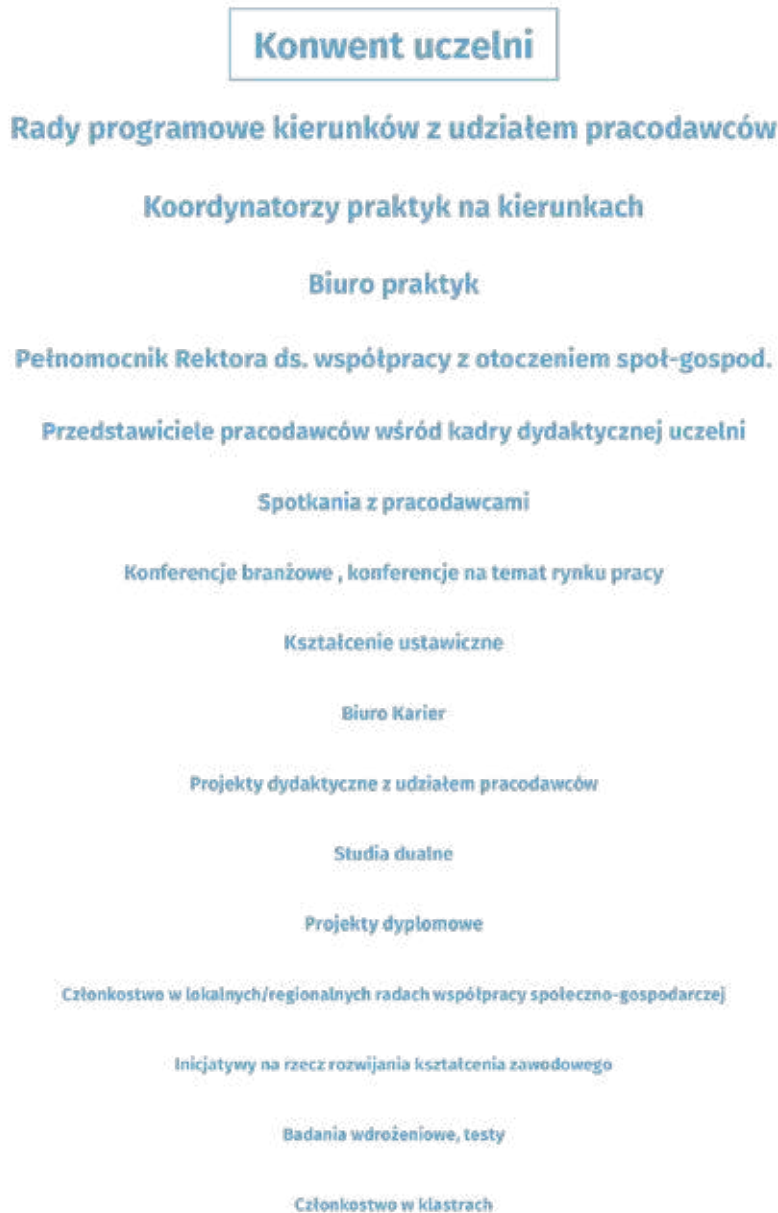 Konwent uczelni
Rady programowe kierunków z udziałem pracodawców
Koordynatorzy praktyk na kierunkach
Biuro praktyk
Pełnomocnik Rektora ds. współpracy z otoczeniem społ-gospod.
Przedstawiciele pracodawców wśród kadry dydaktycznej uczelni
Spotkania z pracodawcami
Konferencje branżowe , konferencje na temat rynku pracy
Kształcenie ustawiczne
Biuro Karier
Projekty dydaktyczne z udziałem pracodawców
Studia dualne
Projekty dyplomowe
Członkostwo w lokalnych/regionalnych radach współpracy społeczno-gospodarczej
Inicjatywy na rzecz rozwijania kształcenia zawodowego
Badania wdrożeniowe, testy
Członkostwo w klastrach